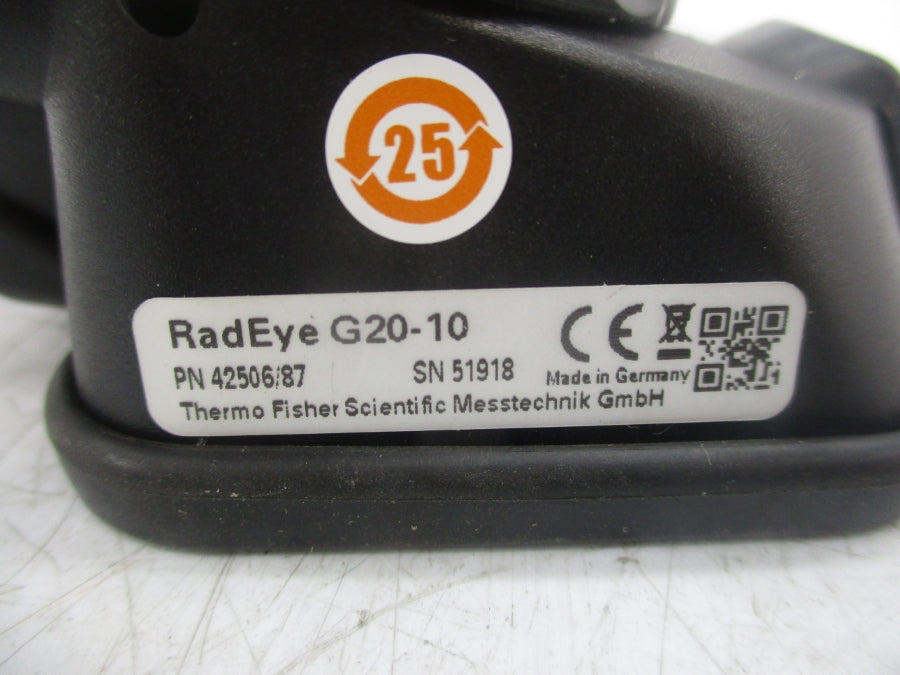 25
RadEye G20-10
PN 42506/87 SN 51918
CE
Made in Germany
Thermo Fisher Scientific Messtechnik GmbH